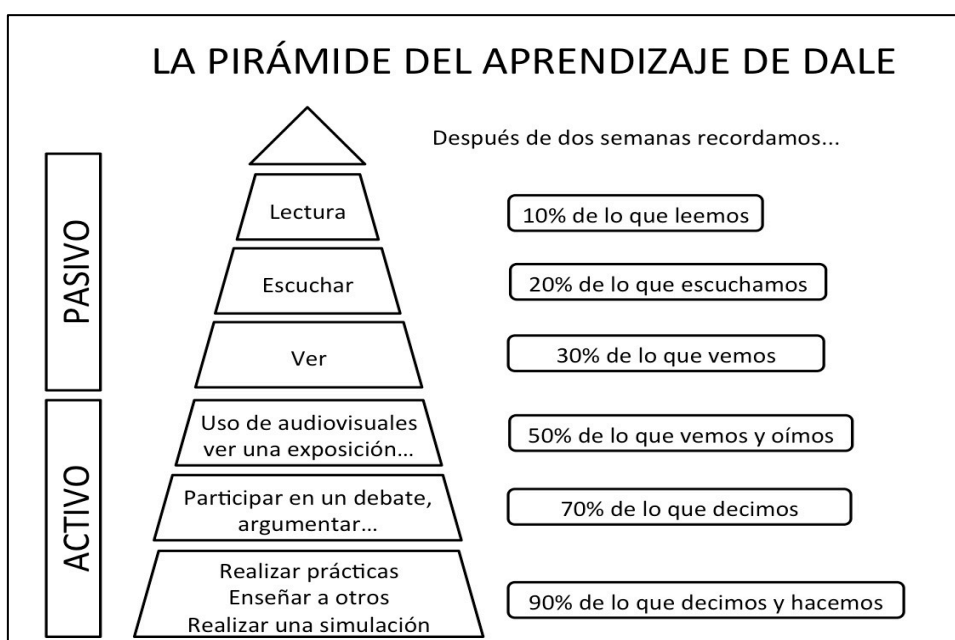 LA PIRÁMIDE DEL APRENDIZAJE DE DALE
Después de dos semanas recordamos...
PASIVO
Lectura
10% de lo que leemos
Escuchar
20% de lo que escuchamos
Ver
30% de lo que vemos
ACTIVO
Uso de audiovisuales
ver una exposición...
50% de lo que vemos y oímos
Participar en un debate,
argumentar...
70% de lo que decimos
Realizar prácticas
Enseñar a otros
Realizar una simulación
90% de lo que decimos y hacemos